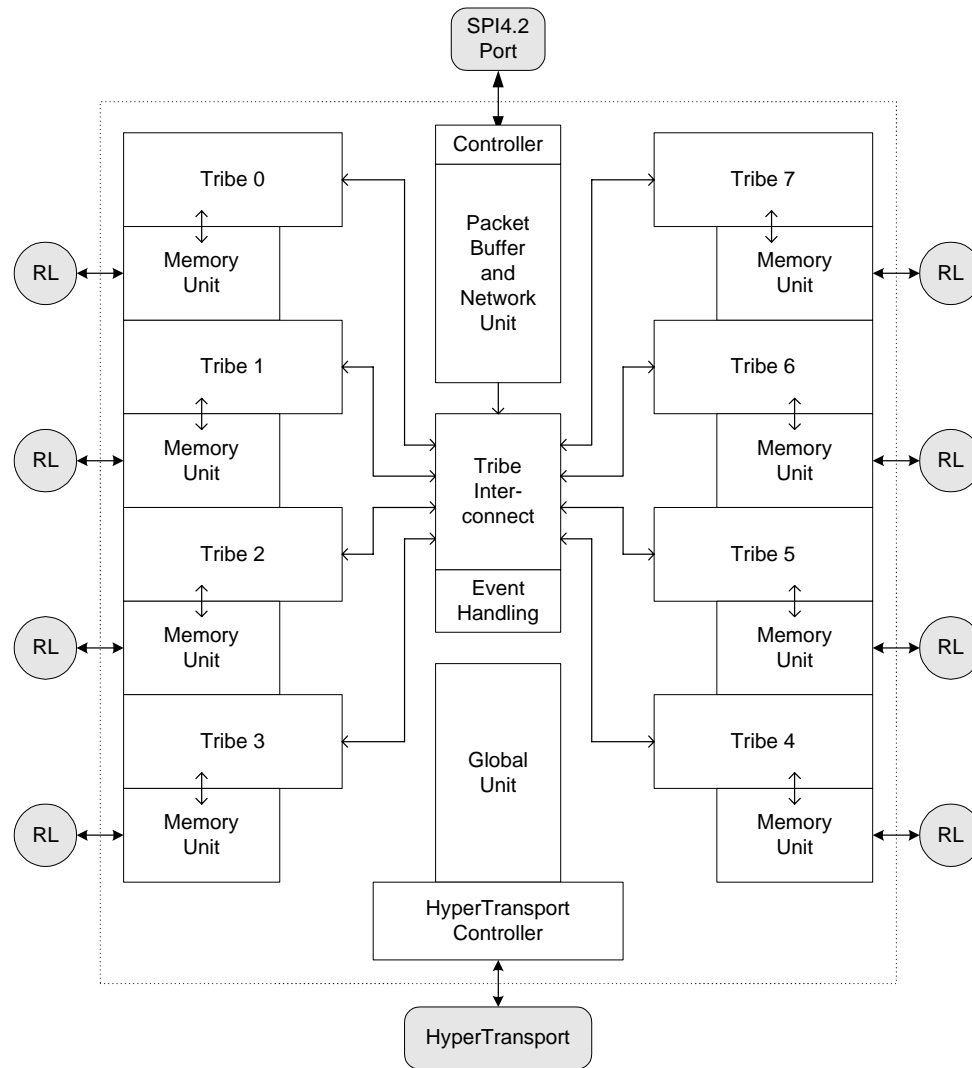 SPI4.2
Port
Controller
Packet
Buffer
and
Network
Unit
Tribe 0
Memory
Unit
RL
Tribe 1
Memory
Unit
RL
Tribe 2
Memory
Unit
RL
Tribe 3
Memory
Unit
RL
Tribe
Inter-
connect
Event
Handling
Global
Unit
HyperTransport
Controller
HyperTransport
Tribe 7
Memory
Unit
RL
Tribe 6
Memory
Unit
RL
Tribe 5
Memory
Unit
RL
Tribe 4
Memory
Unit
RL